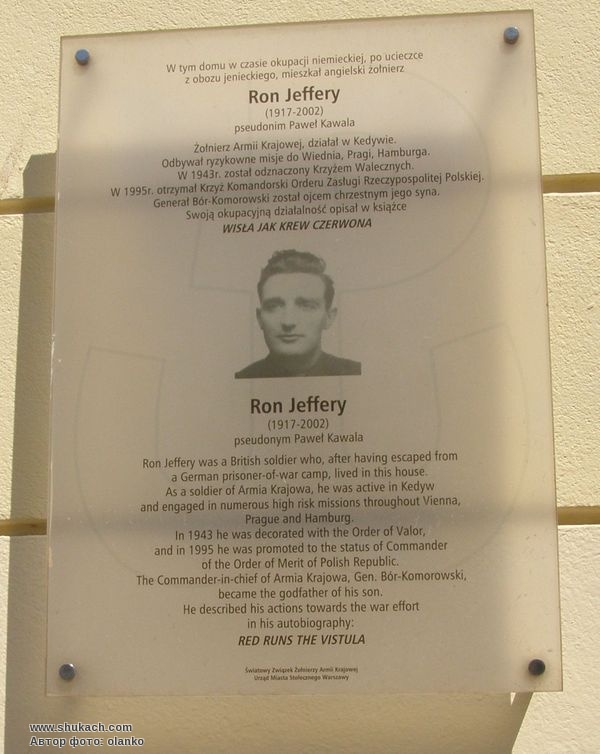 W tym domu w czasie okupacji niemieckiej, po ucieczce
z obozu jenieckiego, mieszkał angielski żołnierz
Ron Jeffery
(1917-2002)
pseudonim Paweł Kawala
Żołnierz Armii Krajowej, działał w Kedywie.
Odbywał ryzykowne misje do Wiednia, Pragi, Hamburga.
W 1943r. został odznaczony Krzyżem Walecznych.
W 1995r. otrzymał Krzyż Komandorski Orderu Zasługi Rzeczypospolitej Polskiej.
Generał Bór-Komorowski został ojcem chrzestnym jego syna.
Swoją okupacyjną działalność opisał w książce
WISŁA JAK KREW CZERWONA
Ron Jeffery
(1917-2002)
pseudonym Paweł Kawala
Ron Jeffery was a British soldier who, after having escaped from
a German prisoner-of-war camp, lived in this house.
As a soldier of Armia Krajowa, he was active in Kedyw
and engaged in numerous high risk missions throughout Vienna,
Prague and Hamburg.
In 1943 he was decorated with the Order of Valor,
and in 1995 he was promoted to the status of Commander
of the Order of Merit of Polish Republic.
The Commander-in-chief of Armia Krajowa, Gen. Bór-Komorowski,
became the godfather of his son.
He described his actions towards the war effort
in his autobiography:
RED RUNS THE VISTULA
Światowy Związek Żołnierzy Armii Krajowej
Urząd Miasta Stołecznego Warszawy
www.shukach.com
Автор фото: olanko